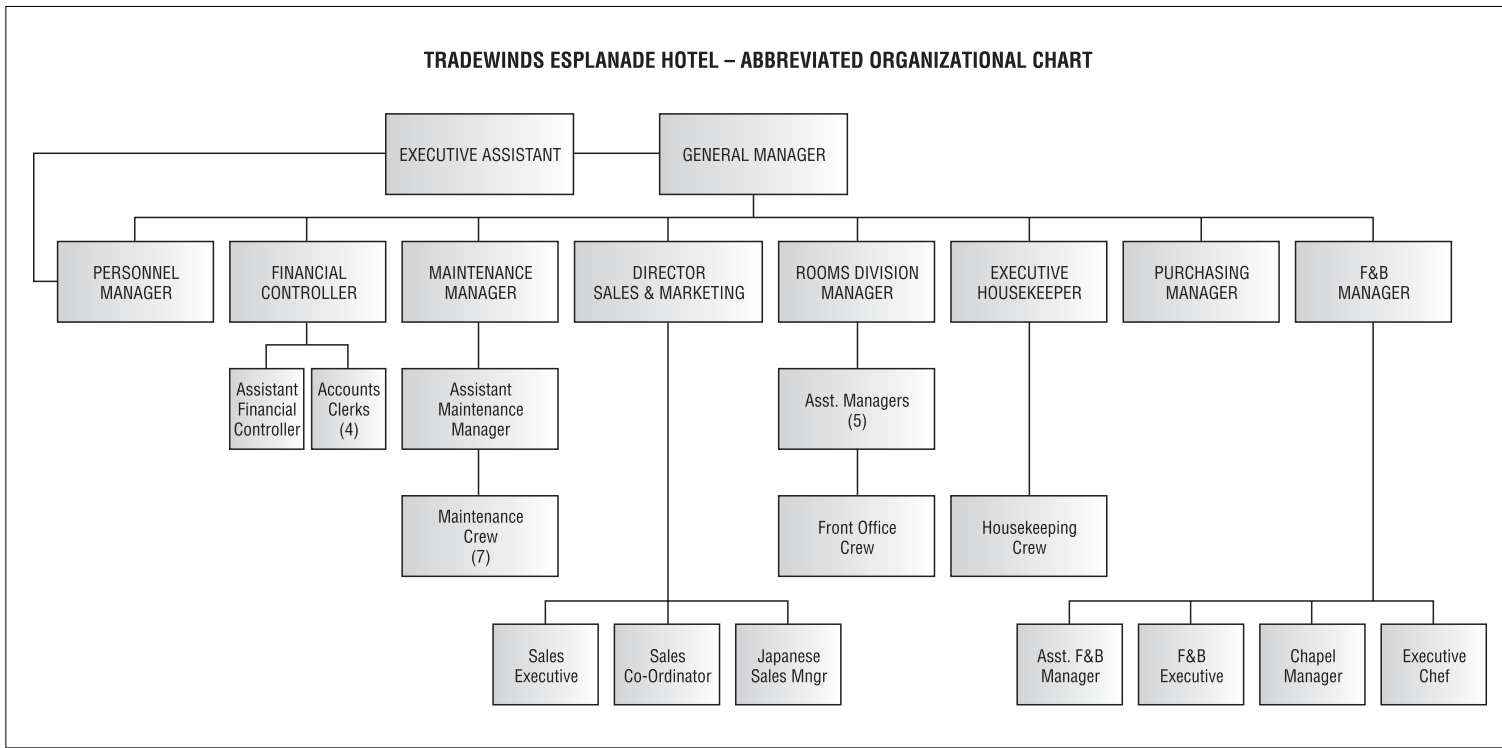 TRADEWINDS ESPLANADE HOTEL – ABBREVIATED ORGANIZATIONAL CHART
EXECUTIVE ASSISTANT
GENERAL MANAGER
PERSONNEL
MANAGER
FINANCIAL
CONTROLLER
MAINTENANCE
MANAGER
DIRECTOR
SALES & MARKETING
ROOMS DIVISION
MANAGER
EXECUTIVE
HOUSEKEEPER
PURCHASING
MANAGER
F&B
MANAGER
Assistant
Financial
Controller
Accounts
Clerks
(4)
Assistant
Maintenance
Manager
Asst. Managers
(5)
Maintenance
Crew
(7)
Front Office
Crew
Housekeeping
Crew
Sales
Executive
Sales
Co-Ordinator
Japanese
Sales Mngr
Asst. F&B
Manager
F&B
Executive
Chapel
Manager
Executive
Chef